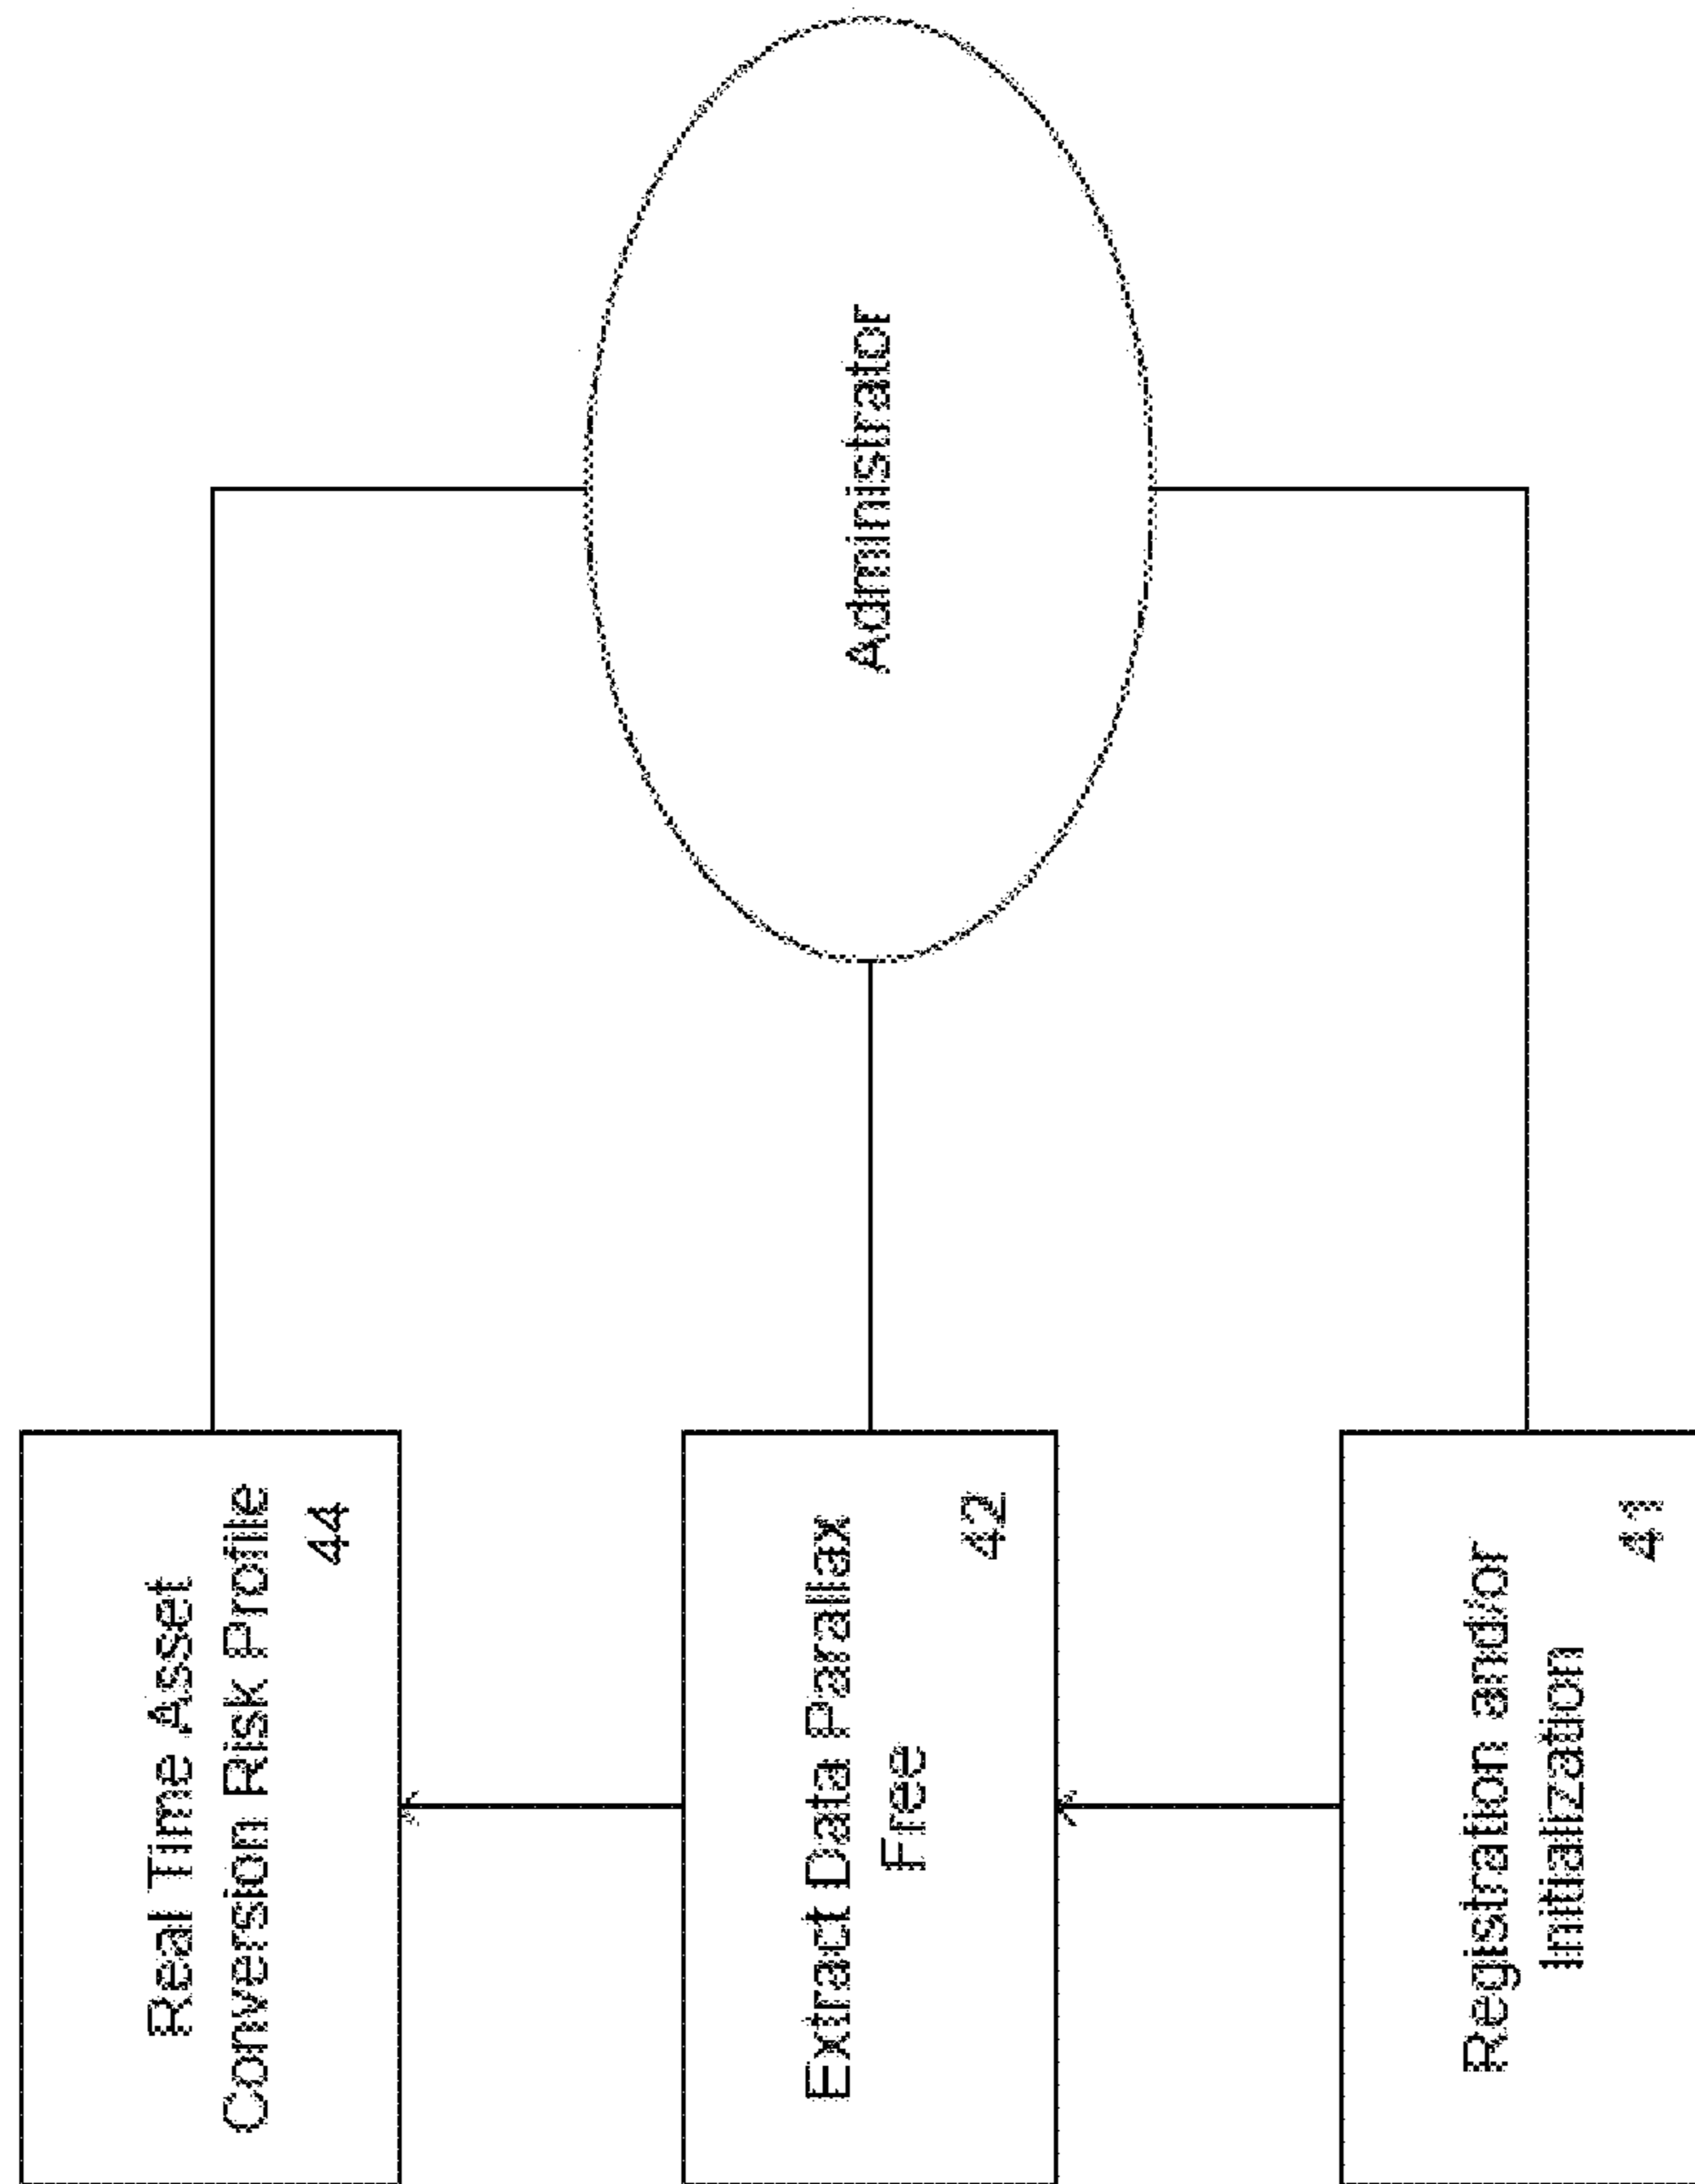 Real Time Asset
Conversion Risk Profile
44
Extract Data Parallax
Free
42
Registration and/or
Initialization
41
Administrator